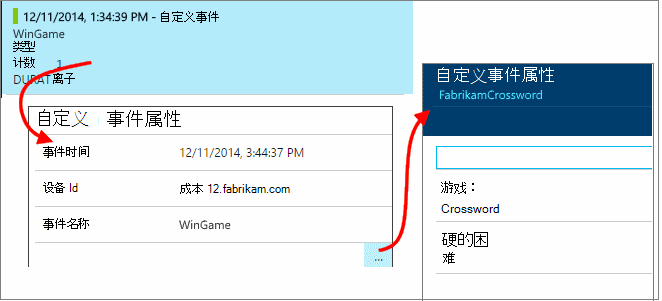 12/11/2014, 1:34:39 PM - 自定义事件
WinGame
类型
计数 1
DURAT离子
自定义 事件属性
事件时间 12/11/2014, 3:44:37 PM
设备 Id 成本 12.fabrikam.com
事件名称 WinGame
...
自定义事件属性
FabrikamCrossword
游戏：
Crossword
硬的困
难